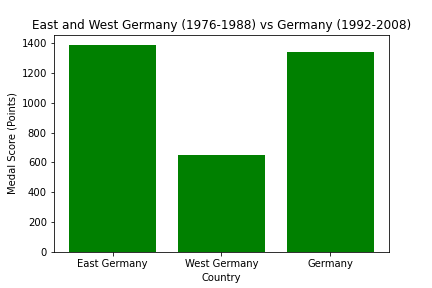 East and West Germany (1976-1988) vs Germany (1992-2008)
Medal Score (Points)
1400
1200
1000
800
600
400
200
0
East Germany West Germany Germany
Country